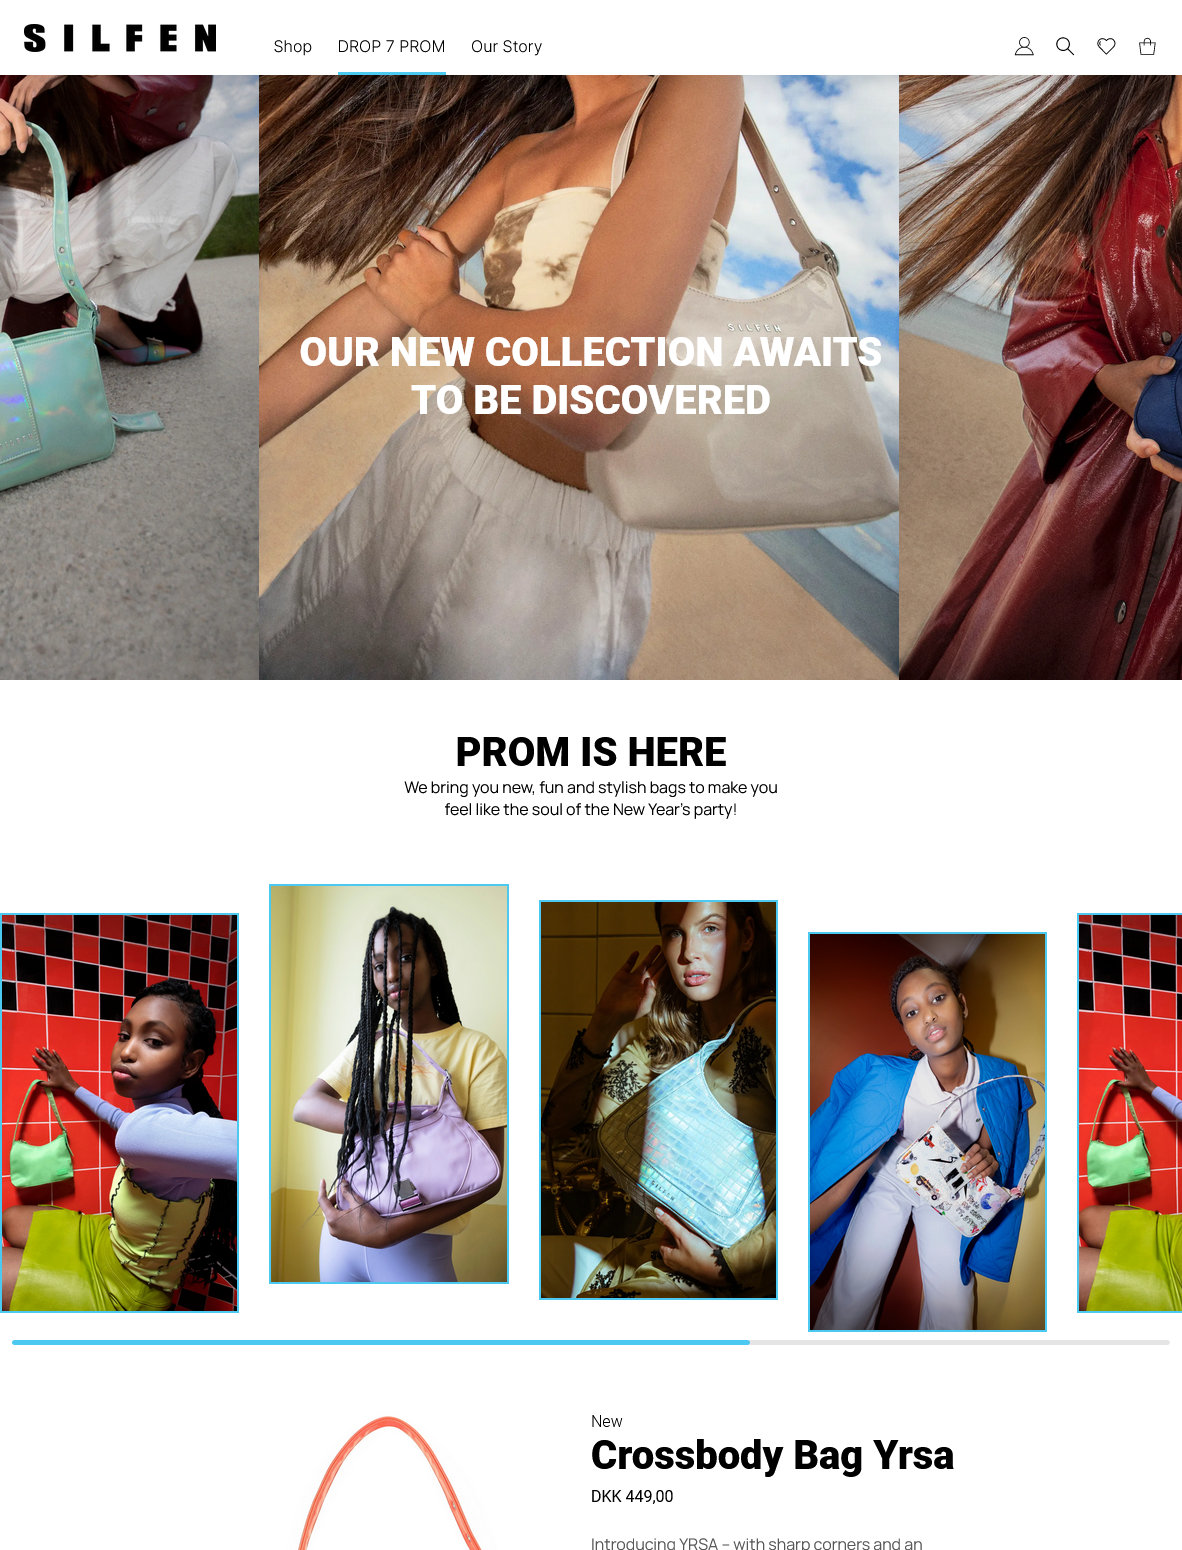 SILFEN
Shop
DROP 7 PROM
Our Story
SILFEN
OUR NEW COLLECTION AWAITS
TO BE DISCOVERED
PROM IS HERE
We bring you new, fun and stylish bags to make you
feel like the soul of the New Year's party!
SILFEN
New
Crossbody Bag Yrsa
DKK 449,00
Introducing YRSA – with sharp corners and an